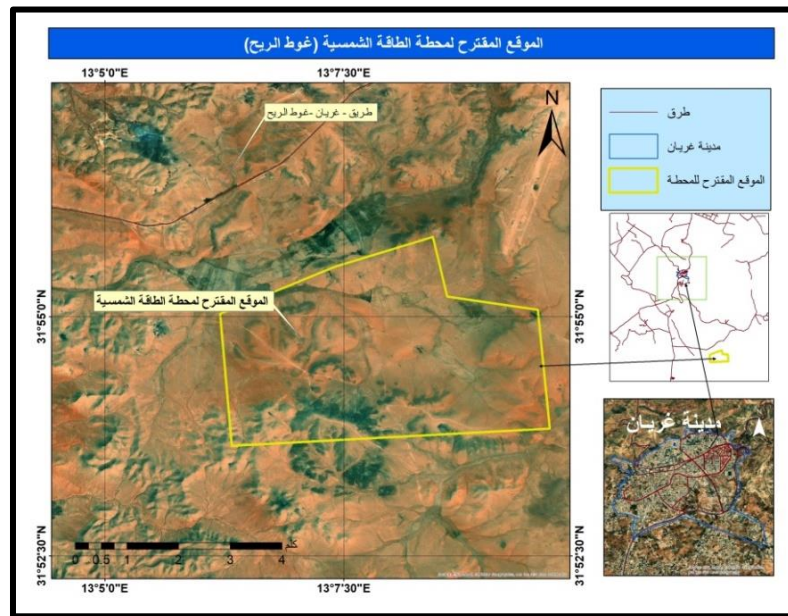 الموقع المقترح لمحطة الطاقة الشمسية (غوط الريح)
13°5'0"E
13°7'30"E
طريق - غريان -غوط الريح
N
طرق
مدينة غريان
الموقع المقترح للمحطة
31°55'0"N
31°55'0"N
الموقع المقترح لمحطة الطاقة الشمسية
مدينة غريان
31°52'30"N
31°52'30"N
كلم
0 0.5 1 2 3 4
13°5'0"E
13°7'30"E